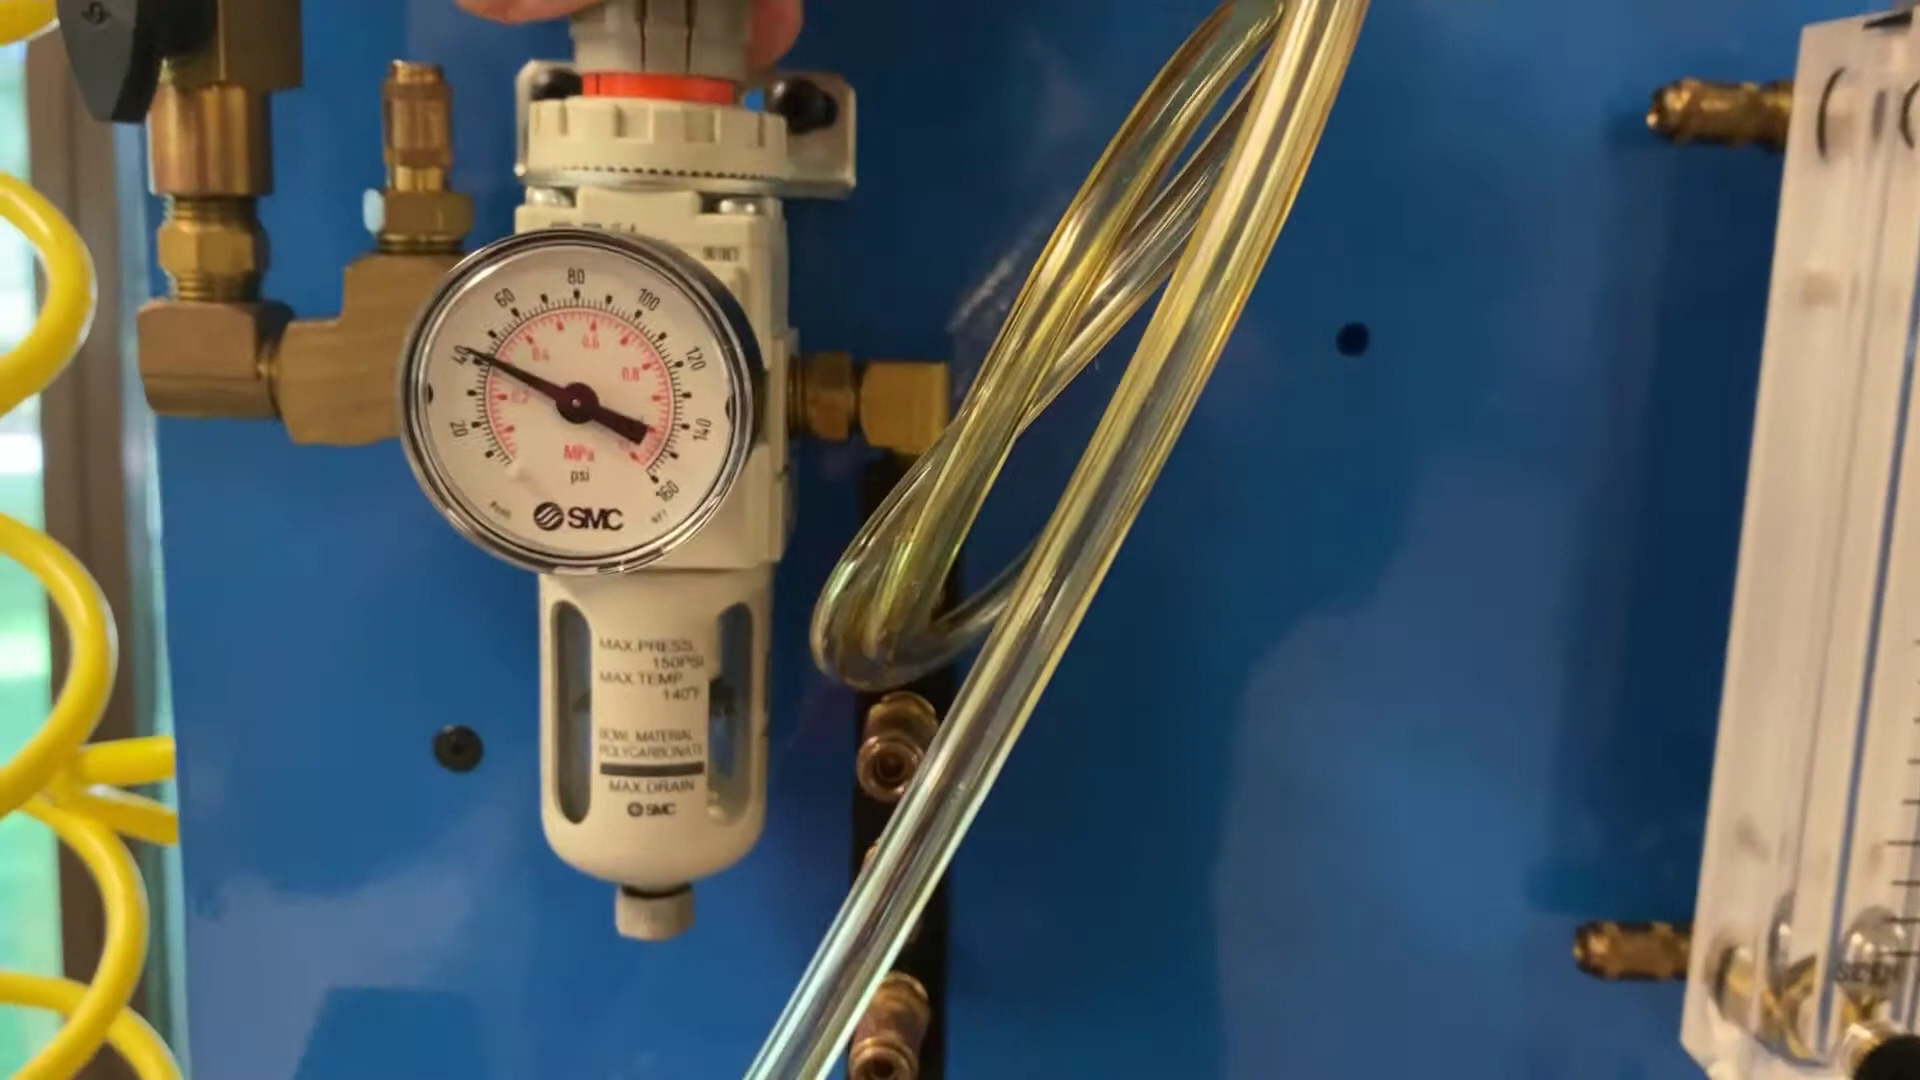 80
60
100
40
120
20
140
160
0.4
0.6
0.2
0.8
MPa
psi
SMC
MAX.PRESS.
150PSI
MAX.TEMP.
140°F
BOWL MATERIAL
POLYCARBONATE
MAX.DRAIN
SMC